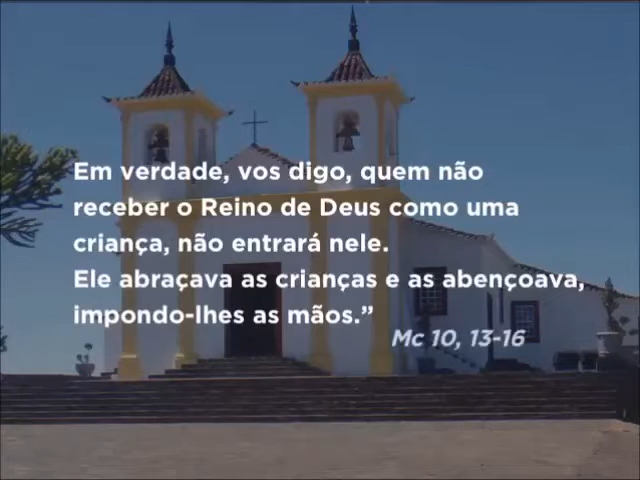 Em verdade, vos digo, quem não
receber o Reino de Deus como uma
criança, não entrará nele.
Ele abraçava as crianças e as abençoava,
impondo-lhes as mãos.”
Mc 10, 13-16